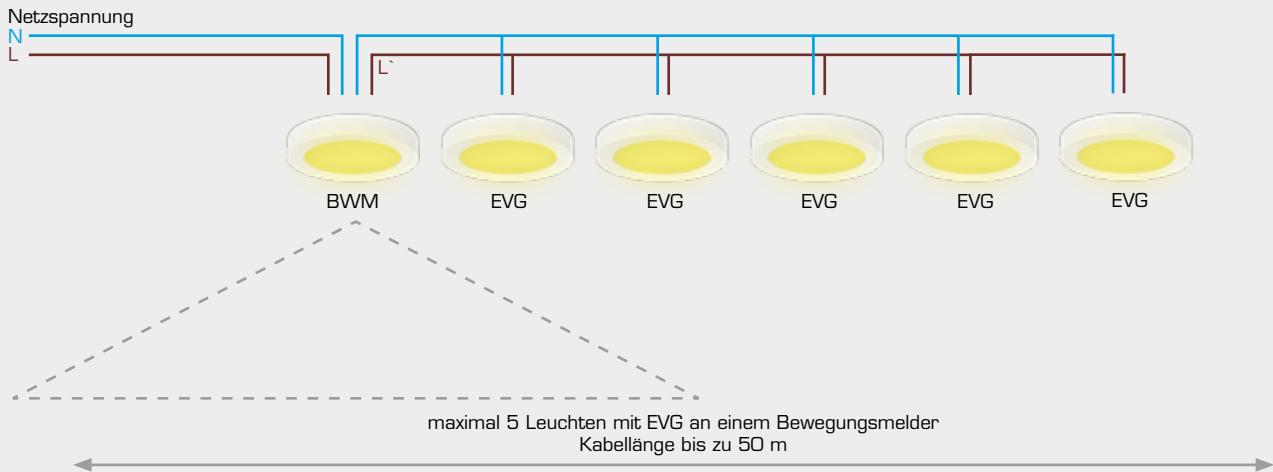 Netzspannung
N
L
L`
BWM EVG EVG EVG EVG EVG
maximal 5 Leuchten mit EVG an einem Bewegungsmelder
Kabellänge bis zu 50 m